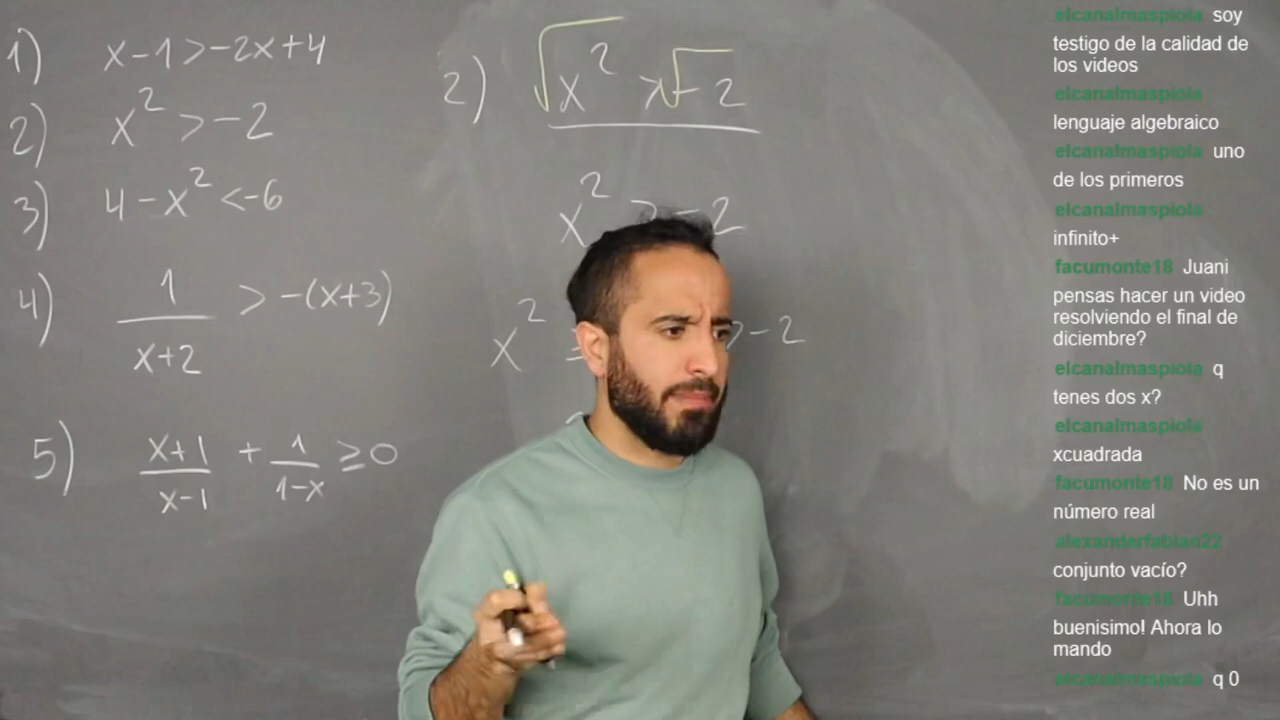 1) x-1>-2x+4
2) x² >-2
3) 4-x² <-6
4) 1/(x+2) > -(x+3)
5) (x+1)/(x-1) + 1/(1-x) ≥0
2) √x² >√-2
x² >-2
x² >-2
elcanalmaspiola soy
testigo de la calidad de
los videos
elcanalmaspiola
lenguaje algebraico
elcanalmaspiola uno
de los primeros
elcanalmaspiola
infinito+
facumonte18 Juani
pensas hacer un video
resolviendo el final de
diciembre?
elcanalmaspiola q
tenes dos x?
elcanalmaspiola
xcuadrada
facumonte18 No es un
número real
alexanderfabian22
conjunto vacío?
facumonte18 Uhh
buenisimo! Ahora lo
mando
elcanalmaspiola q 0